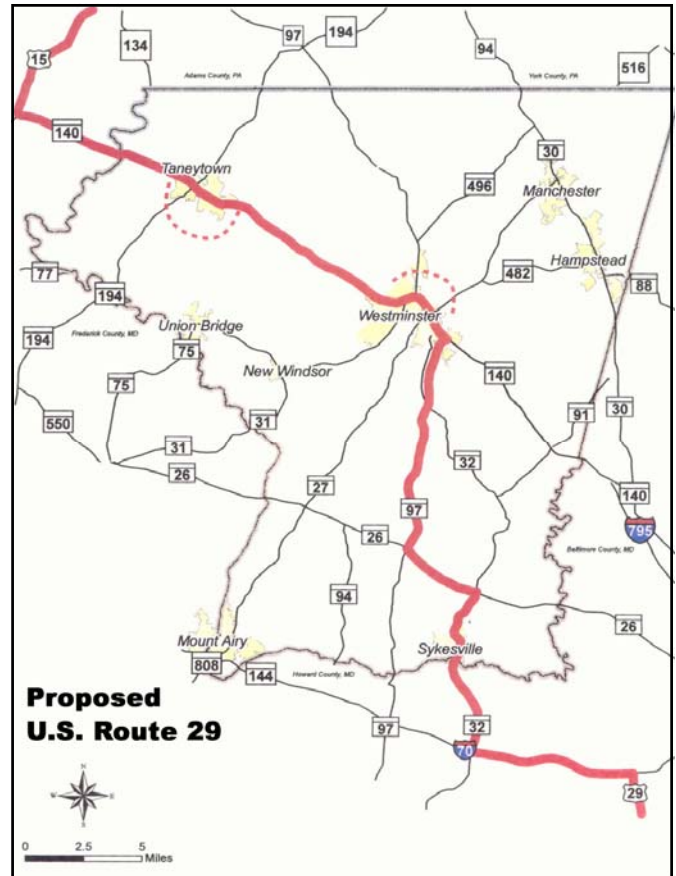 97
194
134
94
15
516
Adams County, PA
York County, PA
140
30
Taneytown
496
Manchester
Hampstead
77
482
88
194
Westminster
Union Bridge
Frederick County, MD
194
75
New Windsor
140
75
31
91
30
550
31
32
26
27
140
97
795
26
Baltimore County, MD
94
26
Mount Airy
Sykesville
808
144
Howard County, MD
Proposed
U.S. Route 29
97
32
70
29
N
W
E
S
0
2.5
5
Miles